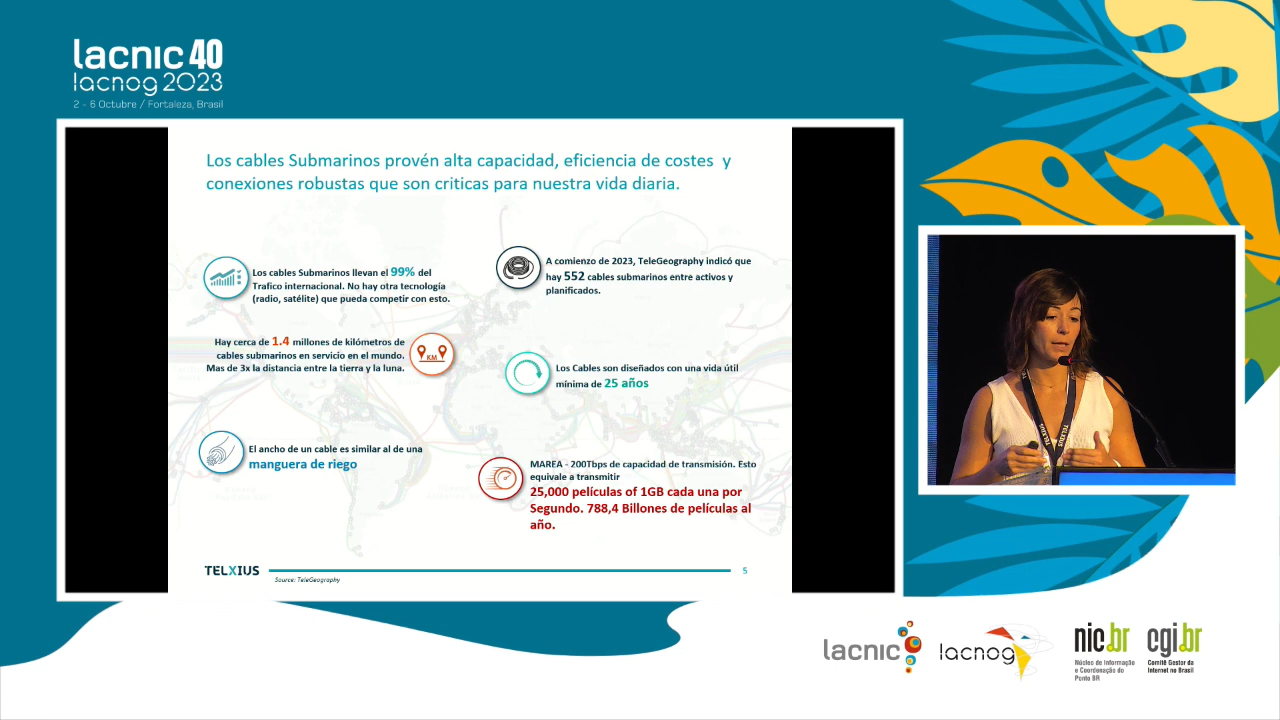 lacnic 40
lacnog 2023
2 - 6 Octubre / Fortaleza, Brasil
Los cables Submarinos provén alta capacidad, eficiencia de costes y
conexiones robustas que son criticas para nuestra vida diaria.
Los cables Submarinos llevan el 99% del
Trafico internacional. No hay otra tecnología
(radio, satélite) que pueda competir con esto.
A comienzo de 2023, TeleGeography indicó que
hay 552 cables submarinos entre activos y
planificados.
Hay cerca de 1.4 millones de kilómetros de
cables submarinos en servicio en el mundo.
Mas de 3x la distancia entre la tierra y la luna.
KM
Los Cables son diseñados con una vida útil
mínima de 25 años
El ancho de un cable es similar al de una
manguera de riego
MAREA - 200Tbps de capacidad de transmisión. Esto
equivale a transmitir
25,000 películas of 1GB cada una por
Segundo. 788,4 Billones de películas al
año.
TELXIUS
Source: TeleGeography
5
TELXIUS
TELXIUS
lacnic
lacnog
nic.br
Núcleo de Informação
e Coordenação do
Ponto BR
cgi.br
Comitê Gestor da
Internet no Brasil